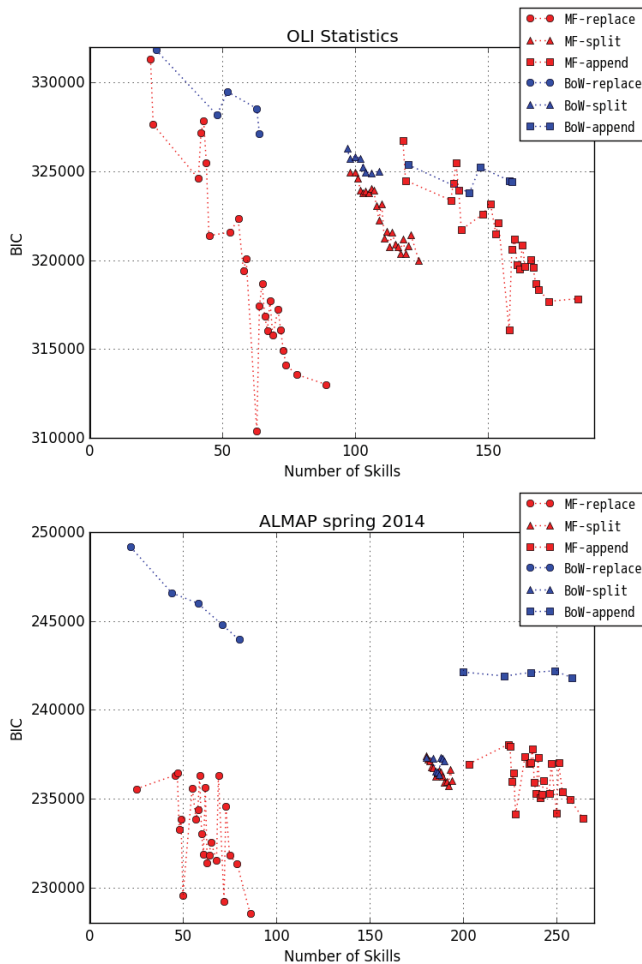 OLI Statistics
MF-replace
MF-split
MF-append
BoW-replace
BoW-split
BoW-append
330000
325000
320000
315000
310000
BIC
0 50 100 150
Number of Skills
ALMAP spring 2014
MF-replace
MF-split
MF-append
BoW-replace
BoW-split
BoW-append
250000
245000
240000
235000
230000
BIC
0 50 100 150 200 250
Number of Skills